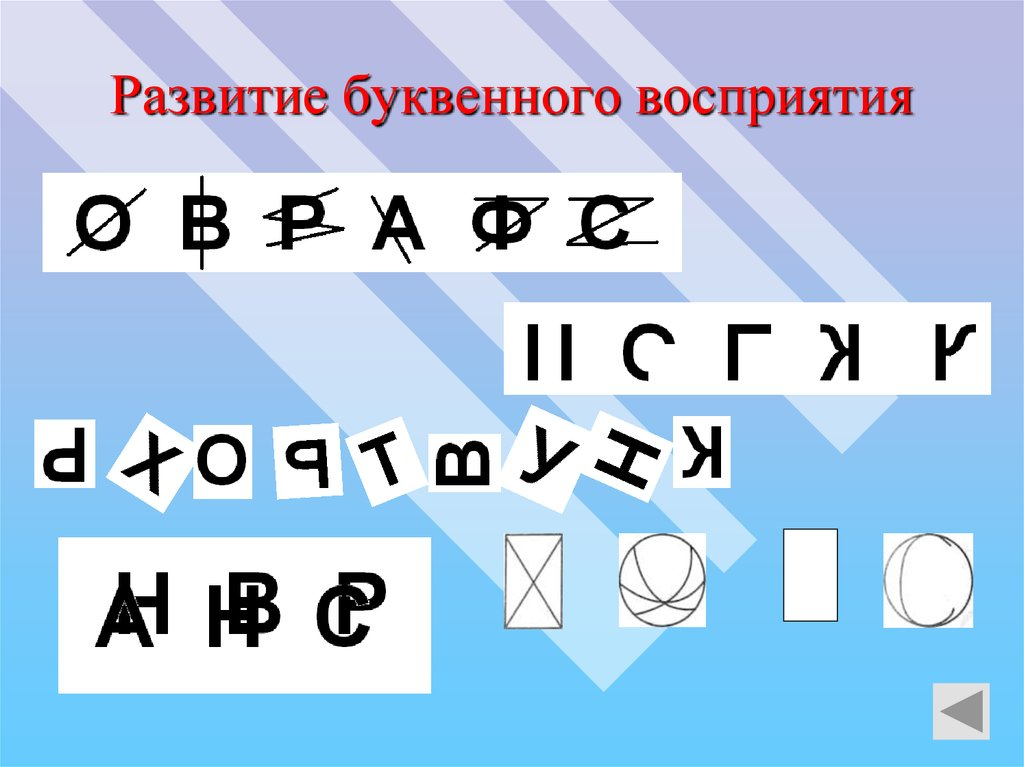 Развитие буквенного восприятия
О В Р А Ф С
С К
Р Х О Р Т В У Н К
Н В Р
А Н С